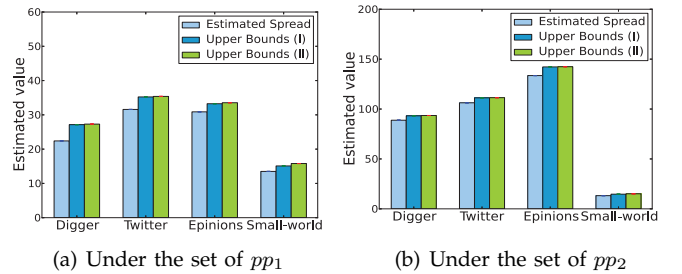 Estimated value
60
50
40
30
20
10
0
Estimated Spread
Upper Bounds (I)
Upper Bounds (II)
Digger Twitter Epinions Small-world
(a) Under the set of pp1
Estimated value
200
150
100
50
0
Estimated Spread
Upper Bounds (I)
Upper Bounds (II)
Digger Twitter Epinions Small-world
(b) Under the set of pp2